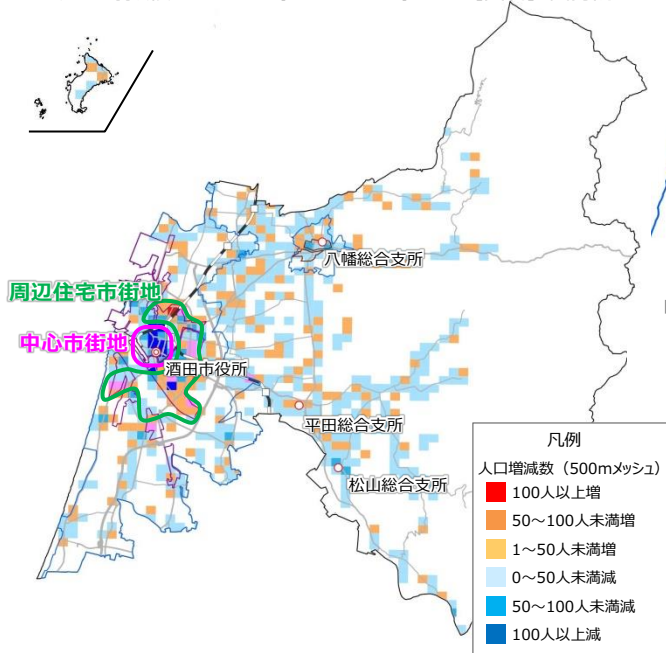 八幡総合支所
周辺住宅市街地
中心市街地
酒田市役所
平田総合支所
松山総合支所
凡例
人口増減数（500mメッシュ）
100人以上増
50～100人未満増
1～50人未満増
0～50人未満減
50～100人未満減
100人以上減